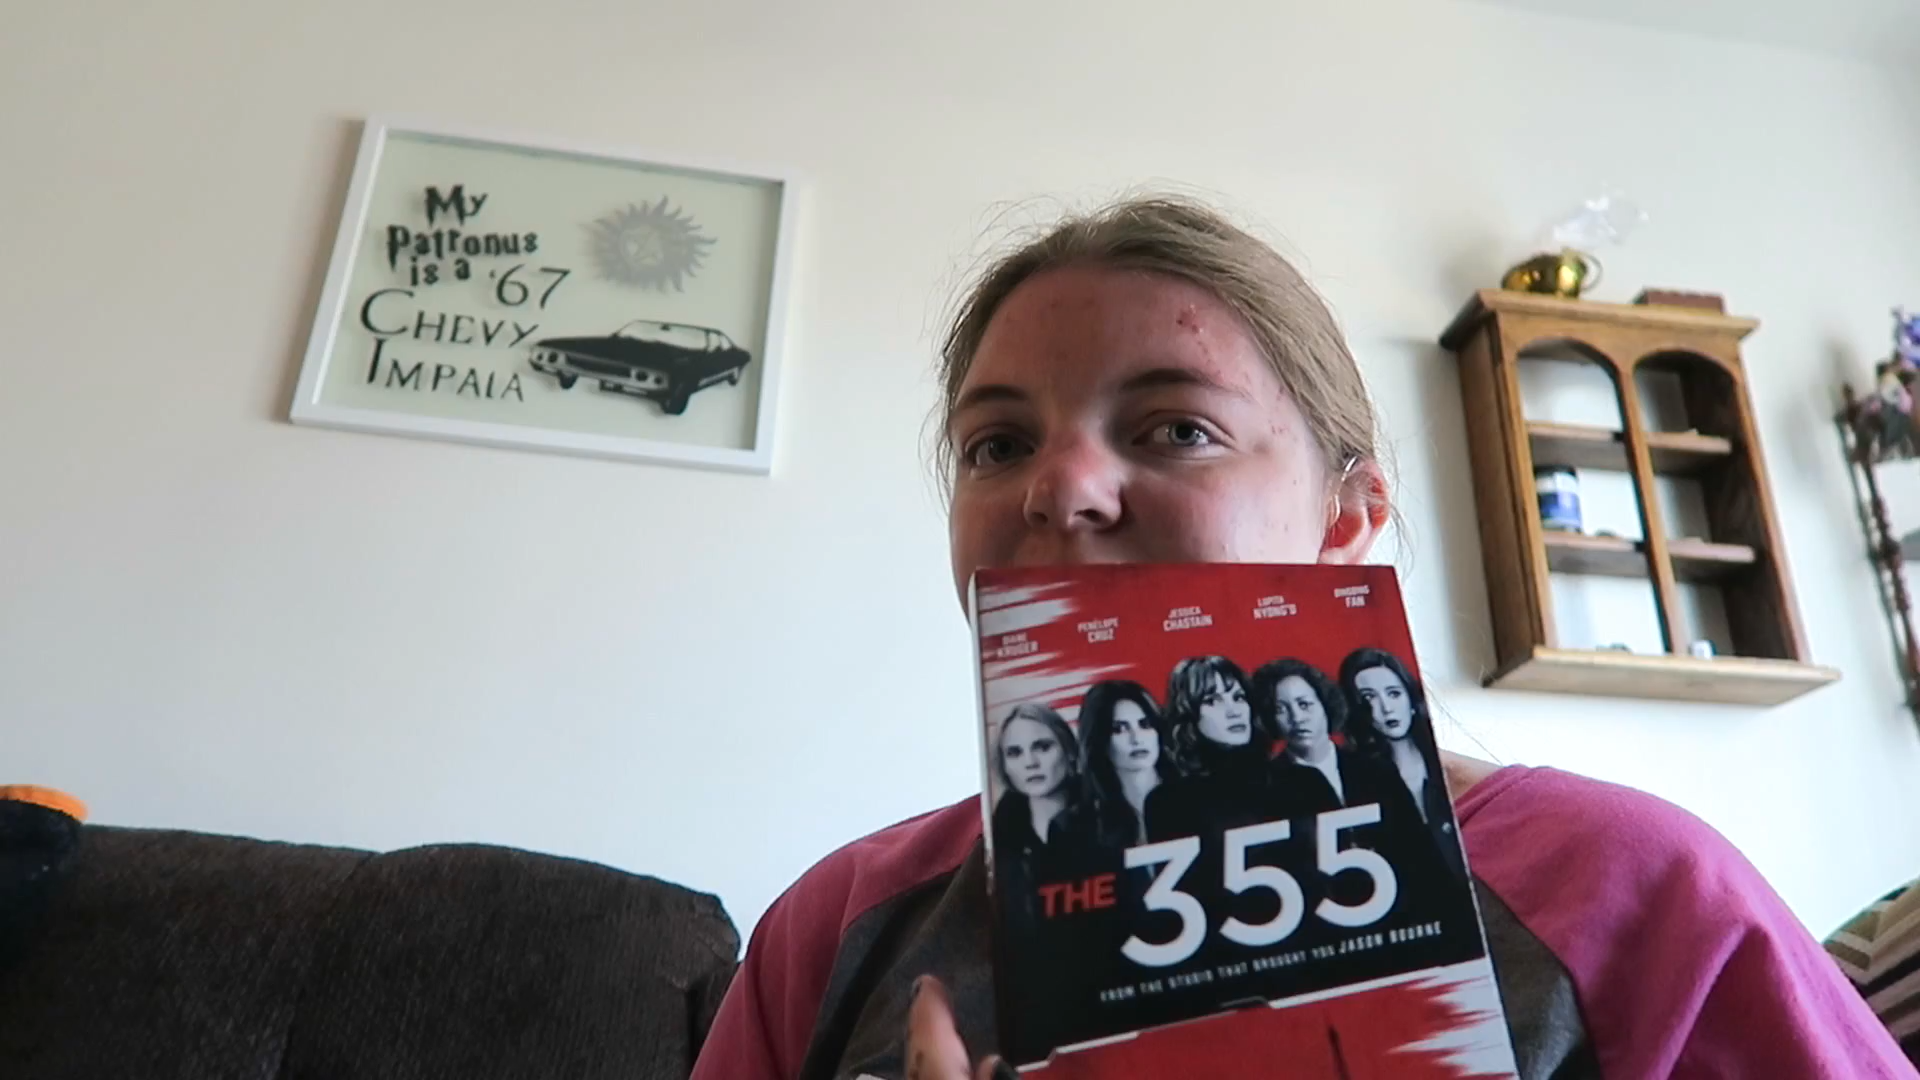 My
Patronus
is a '67
CHEVY
IMPALA
DIANE
KRUGER
PENÉLOPE
CRUZ
JESSICA
CHASTAIN
LUPITA
NYONG'O
BINGBING
FAN
THE 355
FROM THE STUDIO THAT BROUGHT YOU JASON BOURNE